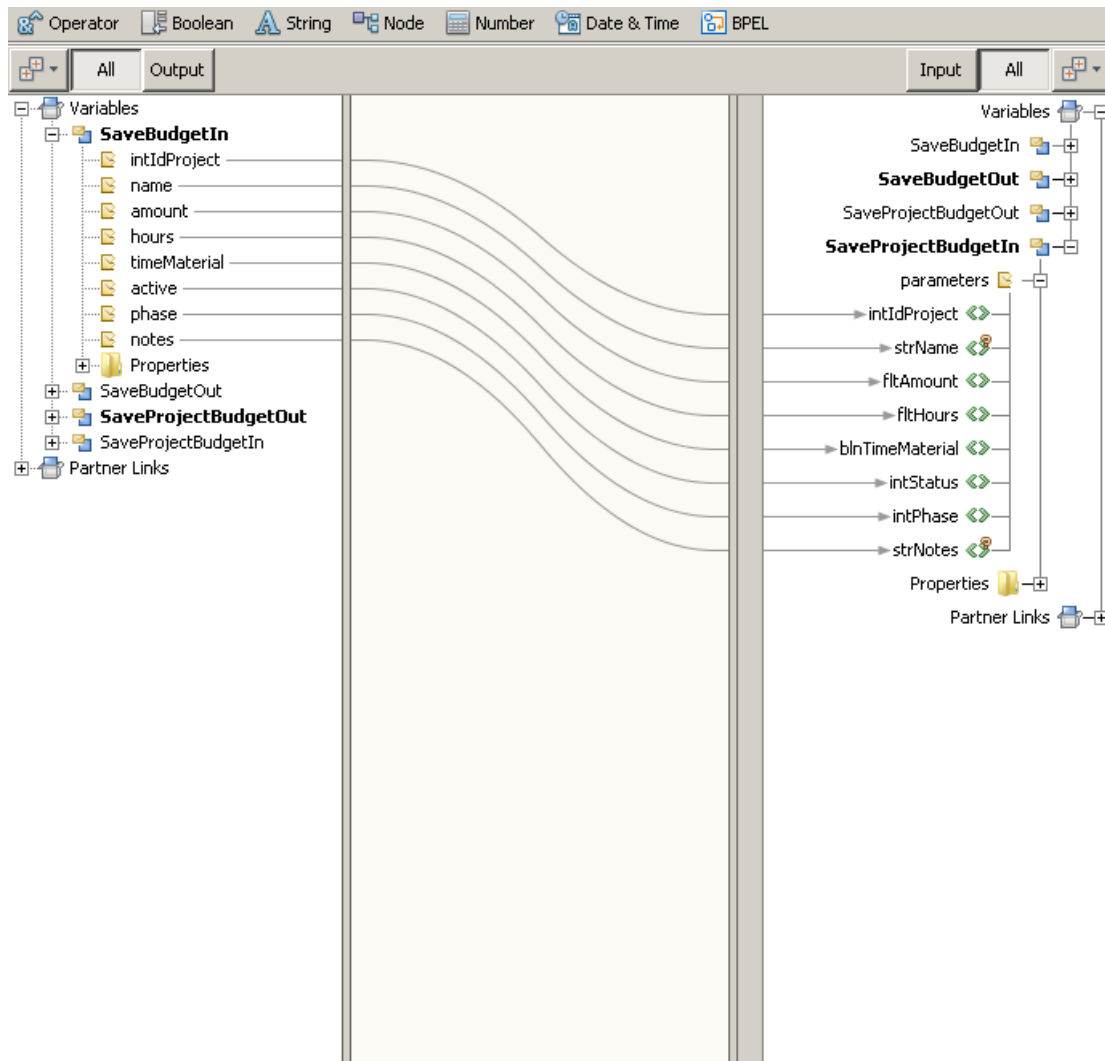 Operator Boolean String Node Number Date & Time BPEL
All Output Input All
Variables
SaveBudgetIn
intIdProject
name
amount
hours
timeMaterial
active
phase
notes
Properties
SaveBudgetOut
SaveProjectBudgetOut
SaveProjectBudgetIn
Partner Links
Variables
SaveBudgetIn
SaveBudgetOut
SaveProjectBudgetOut
SaveProjectBudgetIn
parameters
intIdProject
strName
fltAmount
fltHours
blnTimeMaterial
intStatus
intPhase
strNotes
Properties
Partner Links